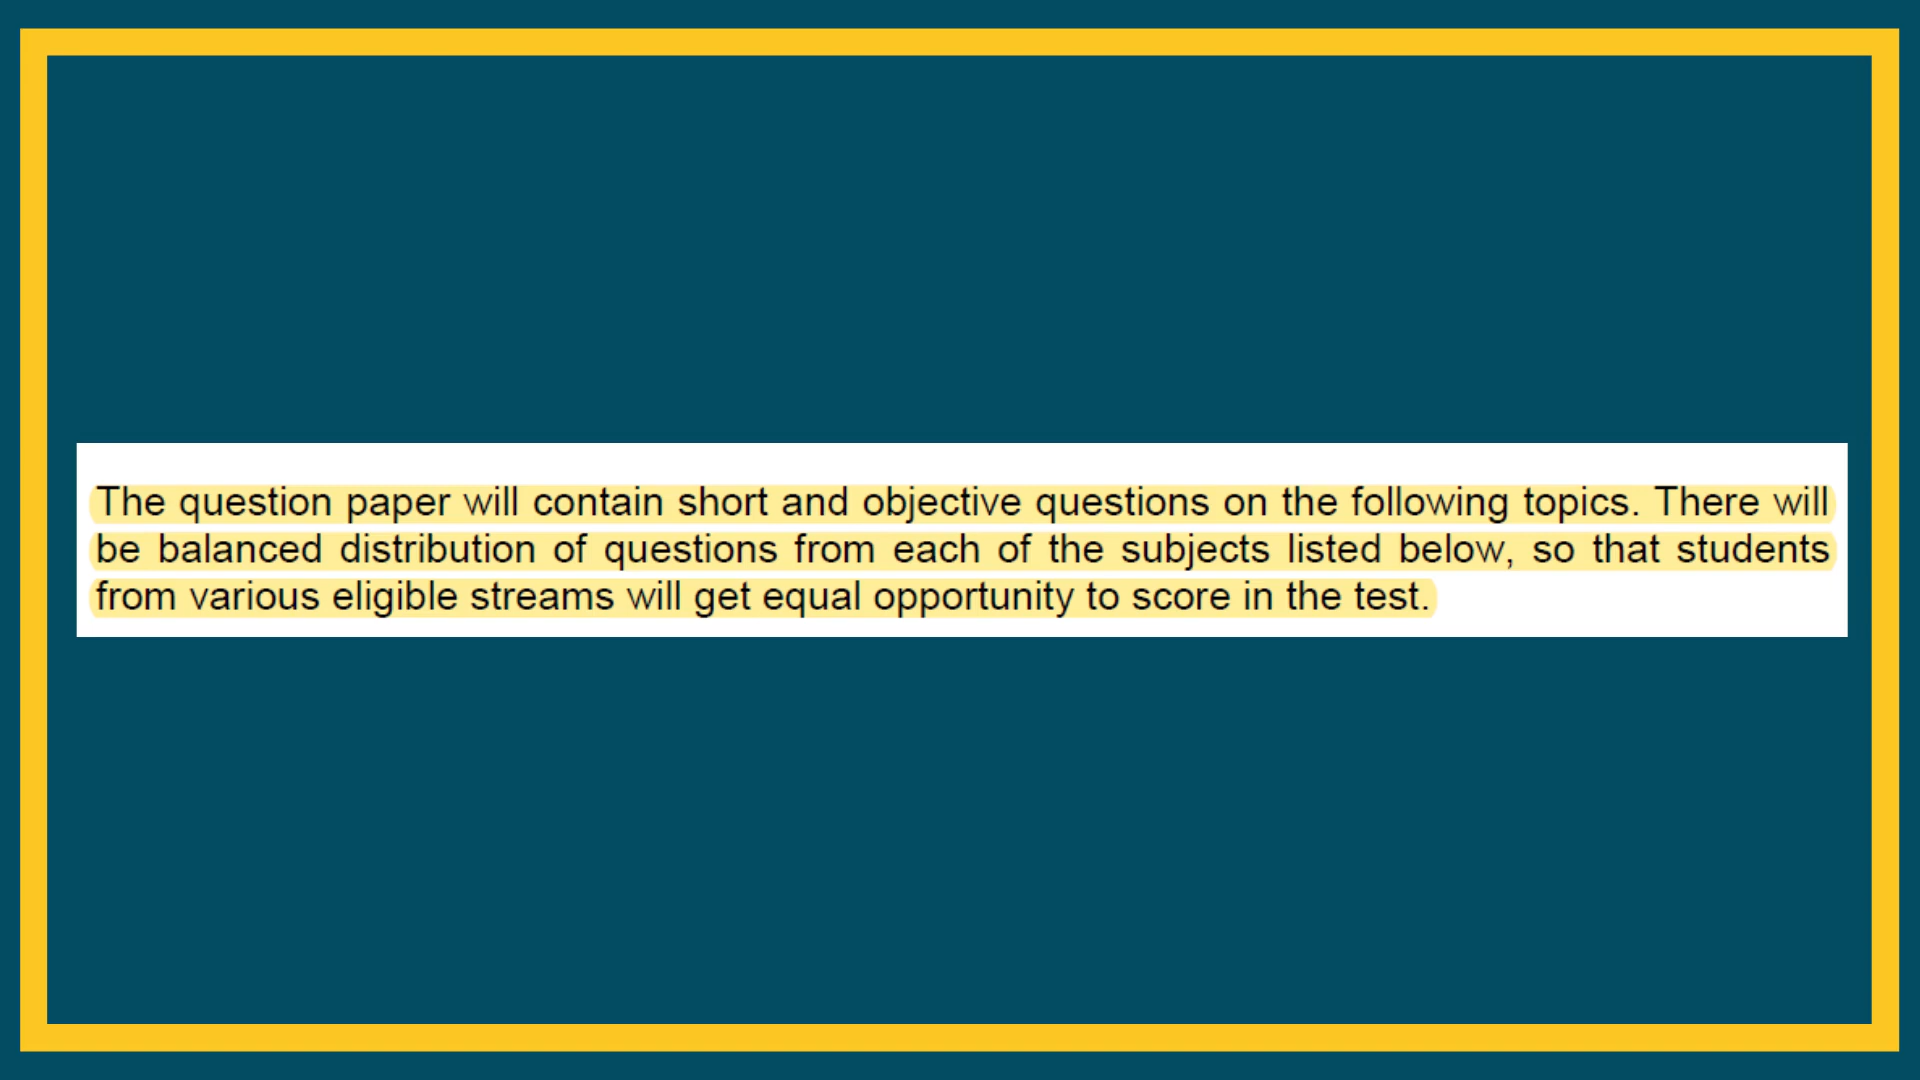 The question paper will contain short and objective questions on the following topics. There will
be balanced distribution of questions from each of the subjects listed below, so that students
from various eligible streams will get equal opportunity to score in the test.